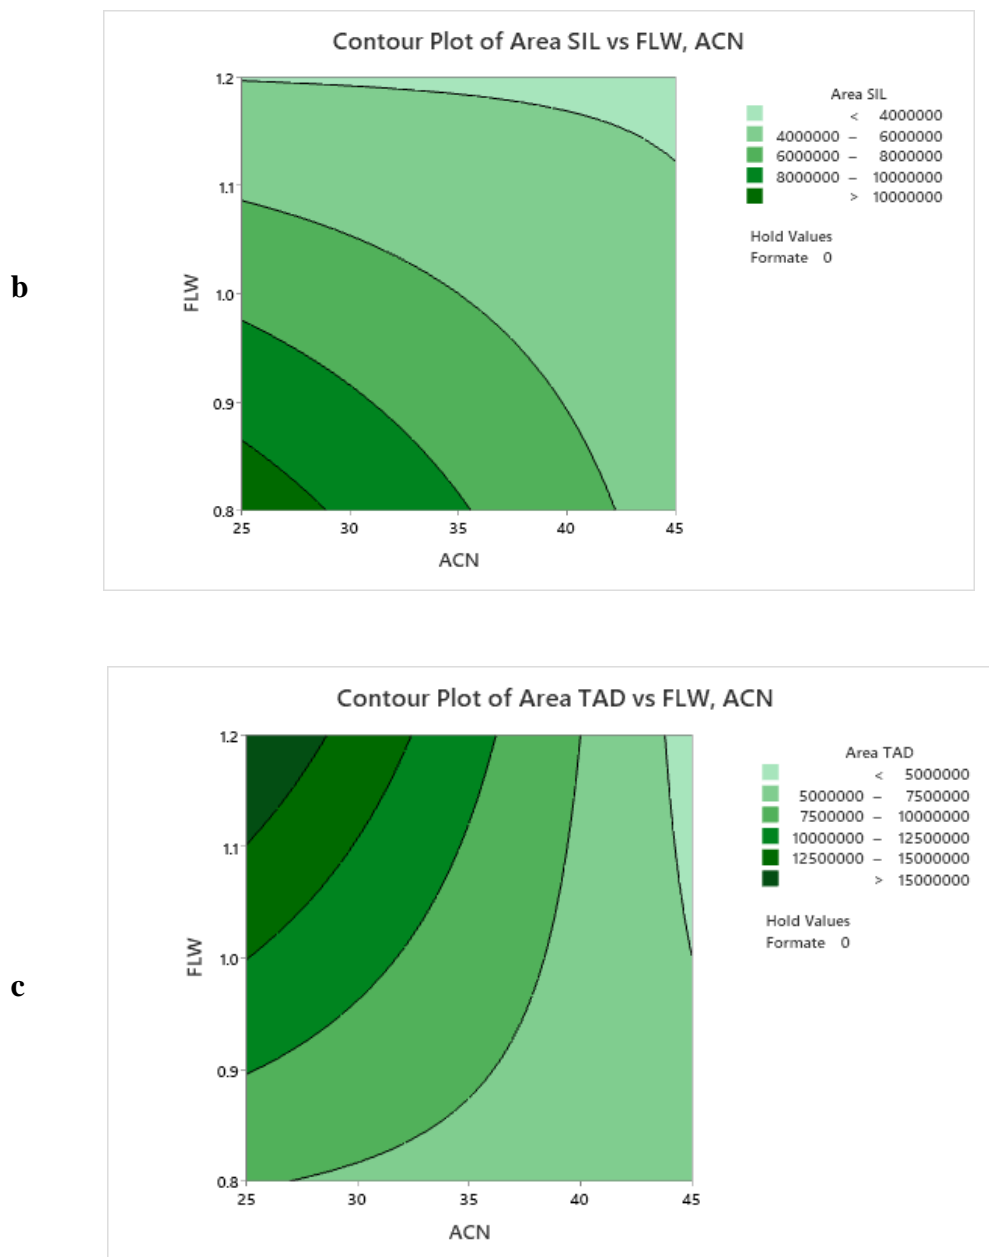 Contour Plot of Area SIL vs FLW, ACN
b
FLW
1.2
1.1
1.0
0.9
0.8
25 30 35 40 45
ACN
Area SIL
< 4000000
4000000 – 6000000
6000000 – 8000000
8000000 – 10000000
> 10000000
Hold Values
Formate 0
Contour Plot of Area TAD vs FLW, ACN
c
FLW
1.2
1.1
1.0
0.9
0.8
25 30 35 40 45
ACN
Area TAD
< 5000000
5000000 – 7500000
7500000 – 10000000
10000000 – 12500000
12500000 – 15000000
> 15000000
Hold Values
Formate 0